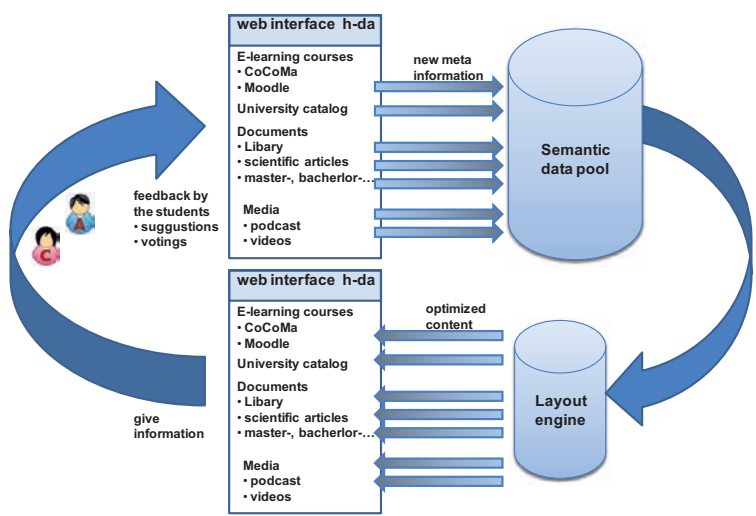 web interface h-da
E-learning courses
• CoCoMa
• Moodle
University catalog
Documents
• Libary
• scientific articles
• master-, bacherlor-...
Media
• podcast
• videos
new meta
information
Semantic
data pool
feedback by
the students
• suggustions
• votings
A
C
web interface h-da
E-learning courses
• CoCoMa
• Moodle
University catalog
Documents
• Libary
• scientific articles
• master-, bacherlor-...
Media
• podcast
• videos
optimized
content
Layout
engine
give
information